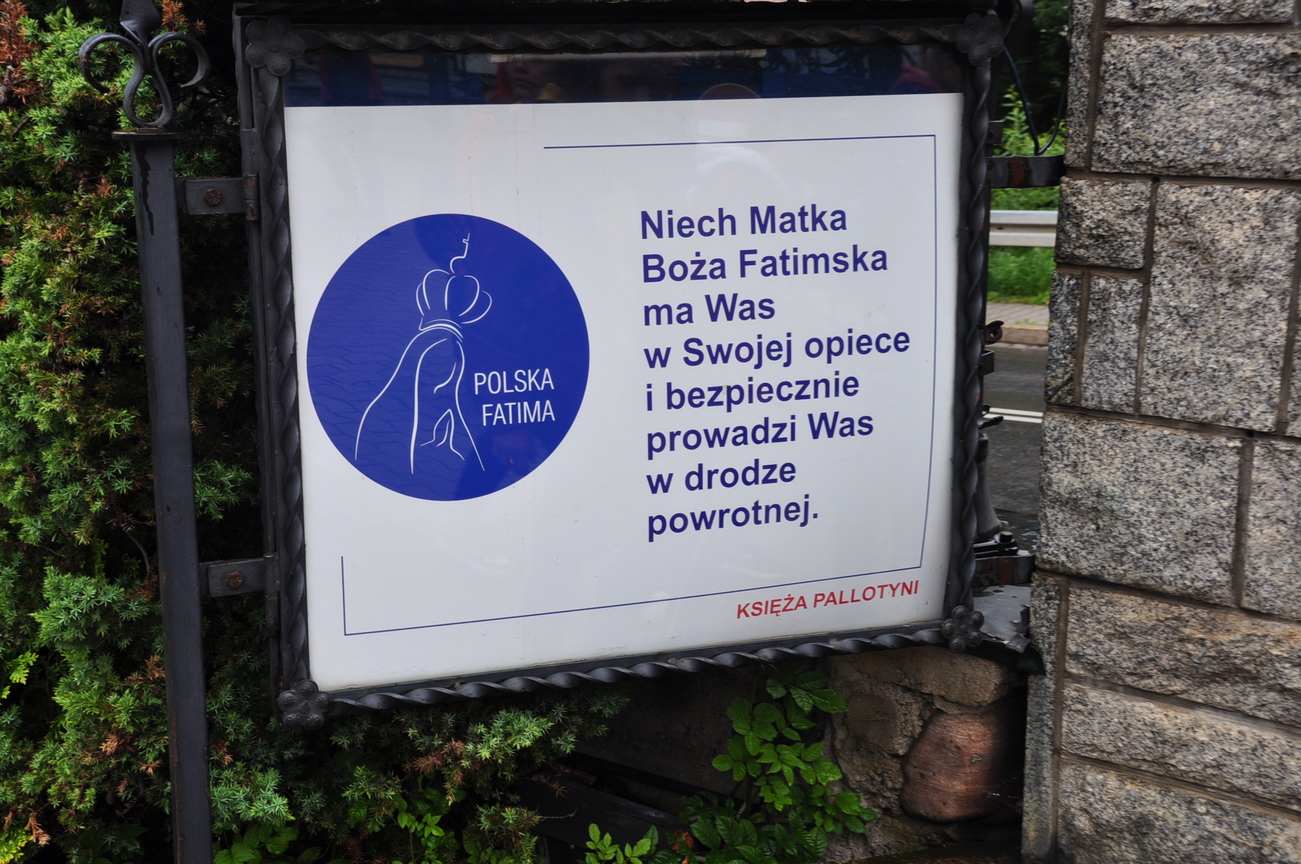 POLSKA
FATIMA
Niech Matka
Boża Fatimska
ma Was
w Swojej opiece
i bezpiecznie
prowadzi Was
w drodze
powrotnej.
KSIĘŻA PALLOTYNI